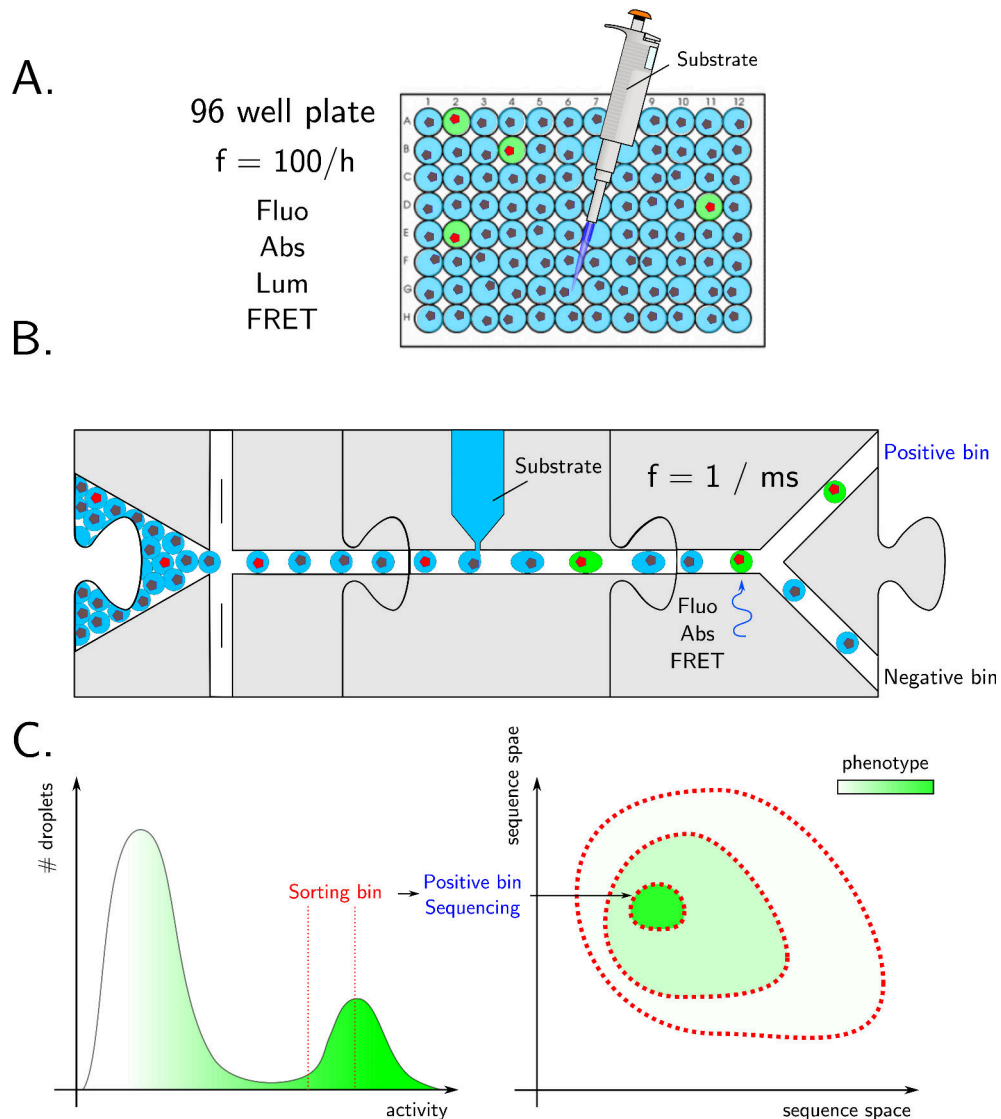 A.
96 well plate
f = 100/h
Fluo
Abs
Lum
FRET
Substrate
1 2 3 4 5 6 7 9 10 11 12
A
B
C
D
E
F
G
H
B.
Substrate
f = 1 / ms
Positive bin
Fluo
Abs
FRET
Negative bin
C.
# droplets
Sorting bin
Positive bin
Sequencing
activity
sequence spae
phenotype
sequence space